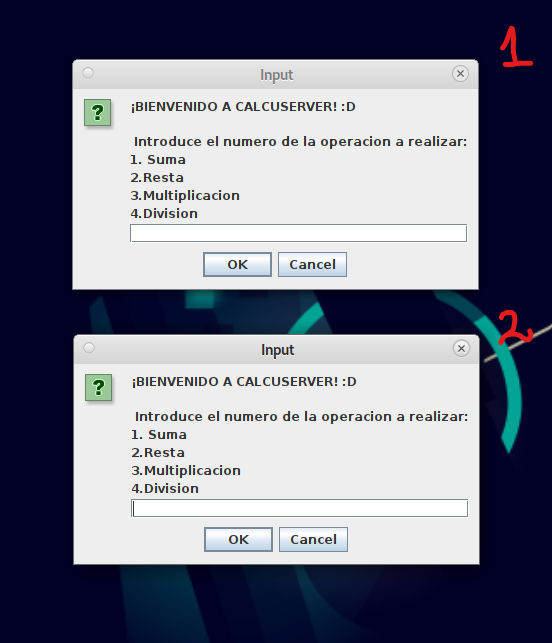 1
Input
?
¡BIENVENIDO A CALCUSERVER! :D
Introduce el numero de la operacion a realizar:
1. Suma
2.Resta
3.Multiplicacion
4.Division
OK Cancel
2
Input
?
¡BIENVENIDO A CALCUSERVER! :D
Introduce el numero de la operacion a realizar:
1. Suma
2.Resta
3.Multiplicacion
4.Division
OK Cancel